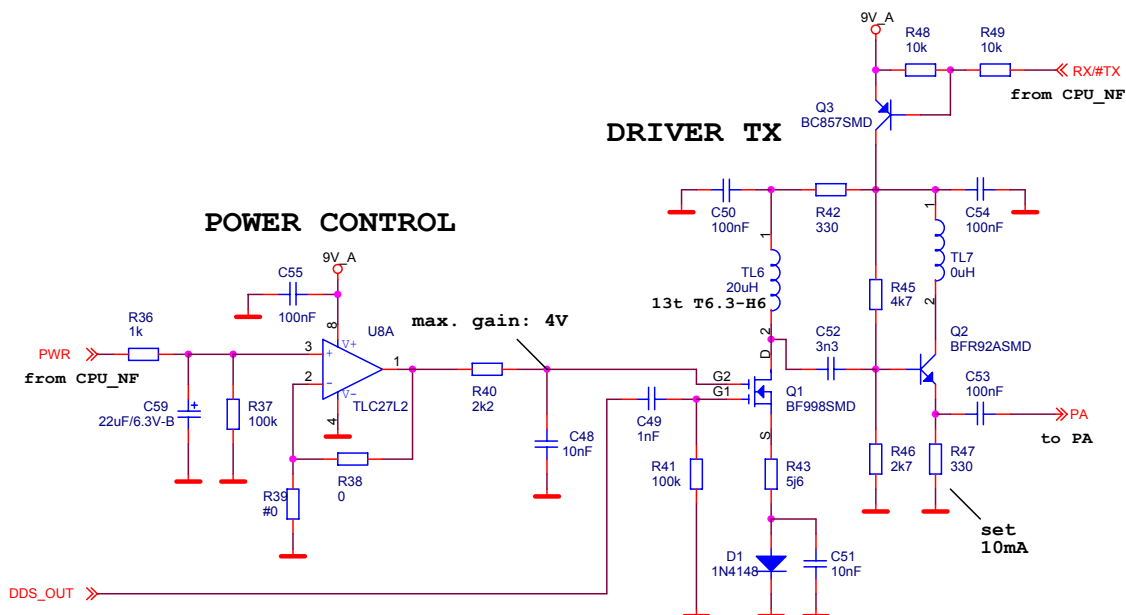 9V_A
R48
10k
R49
10k
RX/#TX
from CPU_NF
Q3
BC857SMD
DRIVER TX
C50
100nF
R42
330
C54
100nF
POWER CONTROL
9V_A
C55
100nF
1
TL6
20uH
13t T6.3-H6
2
1
TL7
0uH
2
R45
4k7
R36
1k
PWR
from CPU_NF
8
V+
U8A
3
+
2
-
1
V-
4
TLC27L2
max. gain: 4V
R40
2k2
C52
3n3
Q2
BFR92ASMD
D
G2
G1
S
Q1
BF998SMD
C53
100nF
PA
to PA
C59
22uF/6.3V-B
+
R37
100k
C49
1nF
C48
10nF
R38
0
R39
#0
R41
100k
R43
5j6
R46
2k7
R47
330
set
10mA
D1
1N4148
C51
10nF
DDS_OUT